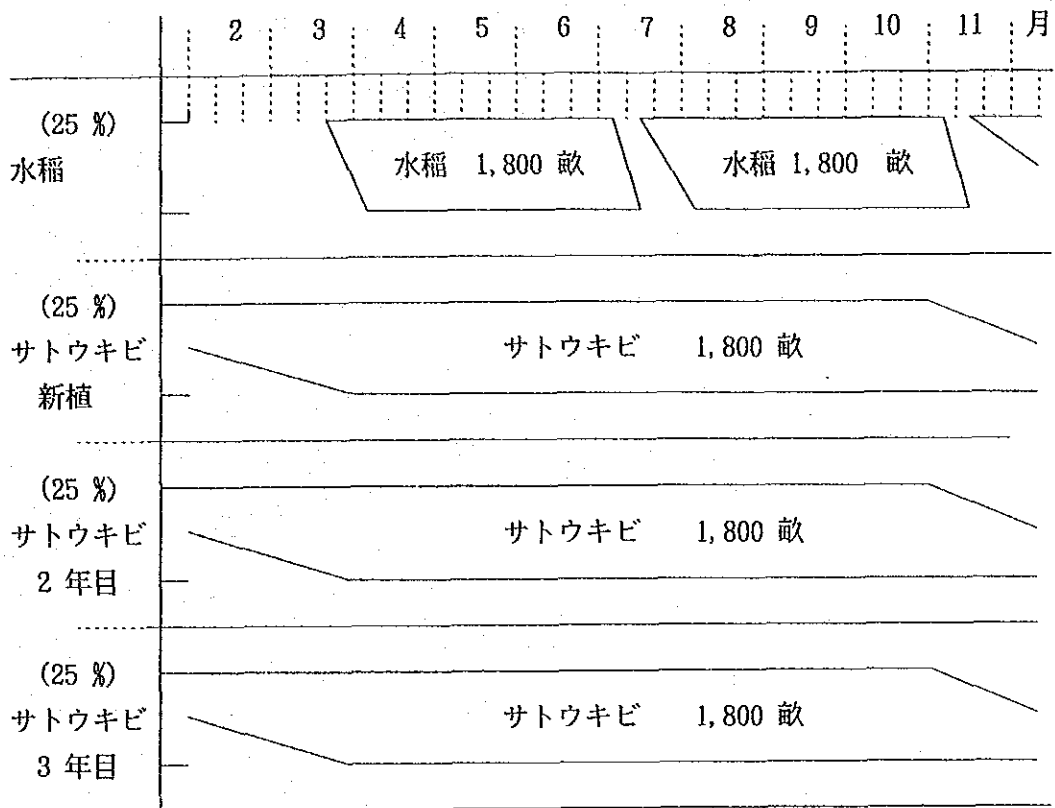 2 3 4 5 6 7 8 9 10 11 月
(25 %)
水稲
水稲 1,800 畝
水稲 1,800 畝
(25 %)
サトウキビ
新植
サトウキビ 1,800 畝
(25 %)
サトウキビ
2 年目
サトウキビ 1,800 畝
(25 %)
サトウキビ
3 年目
サトウキビ 1,800 畝